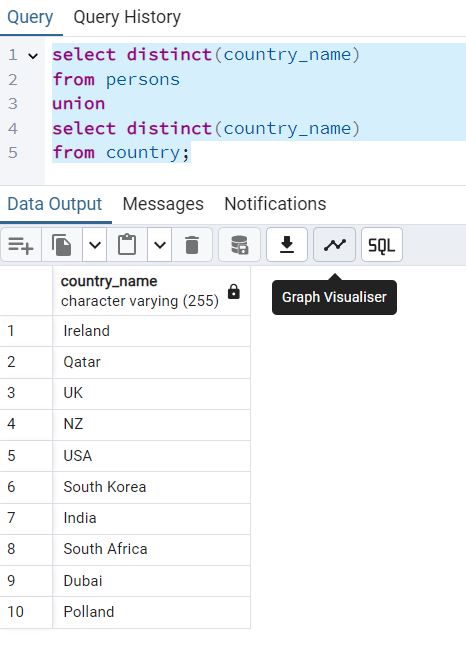 Query Query History
1 select distinct(country_name)
2 from persons
3 union
4 select distinct(country_name)
5 from country;
Data Output Messages Notifications
SQL
Graph Visualiser
country_name
character varying (255)
1 Ireland
2 Qatar
3 UK
4 NZ
5 USA
6 South Korea
7 India
8 South Africa
9 Dubai
10 Polland